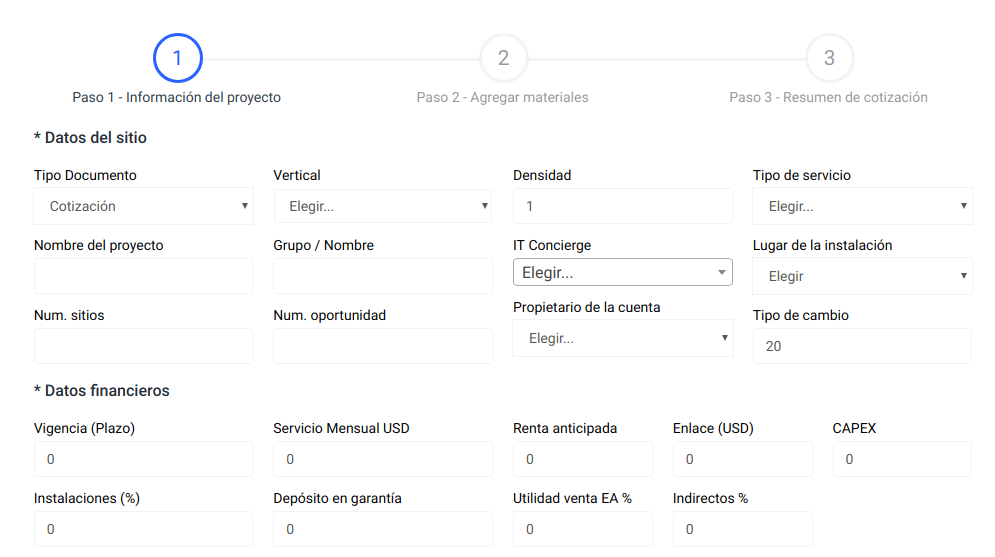 1 2 3
Paso 1 - Información del proyecto Paso 2 - Agregar materiales Paso 3 - Resumen de cotización
* Datos del sitio
Tipo Documento Vertical Densidad Tipo de servicio
Cotización Elegir... 1 Elegir...
Nombre del proyecto Grupo / Nombre IT Concierge Lugar de la instalación
Elegir... Elegir
Num. sitios Num. oportunidad Propietario de la cuenta Tipo de cambio
Elegir... 20
* Datos financieros
Vigencia (Plazo) Servicio Mensual USD Renta anticipada Enlace (USD) CAPEX
0 0 0 0 0
Instalaciones (%) Depósito en garantía Utilidad venta EA % Indirectos %
0 0 0 0